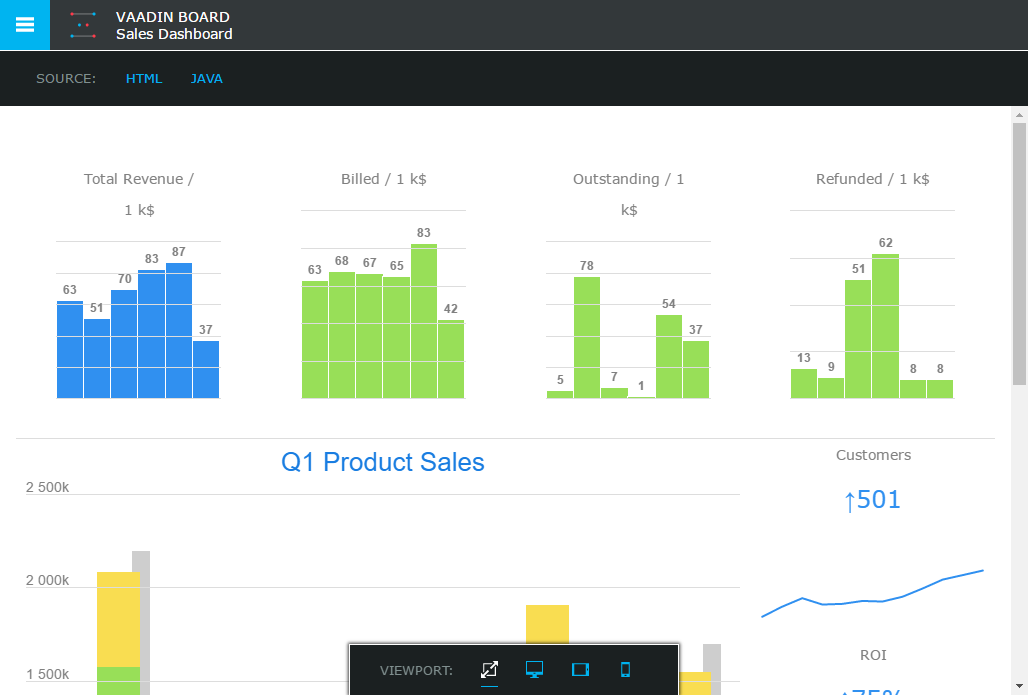 VAADIN BOARD
Sales Dashboard
SOURCE: HTML JAVA
Total Revenue /
1 k$
63 51 70 83 87 37
Billed / 1 k$
63 68 67 65 83 42
Outstanding / 1
k$
5 78 7 1 54 37
Refunded / 1 k$
13 9 51 62 8 8
Q1 Product Sales
2 500k
2 000k
1 500k
Customers
↑501
ROI
↑75%
VIEWPORT: